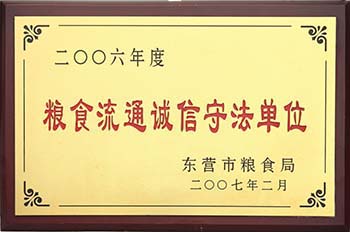 二〇〇六年度
粮食流通诚信守法单位
东营市粮食局
二〇〇七年二月